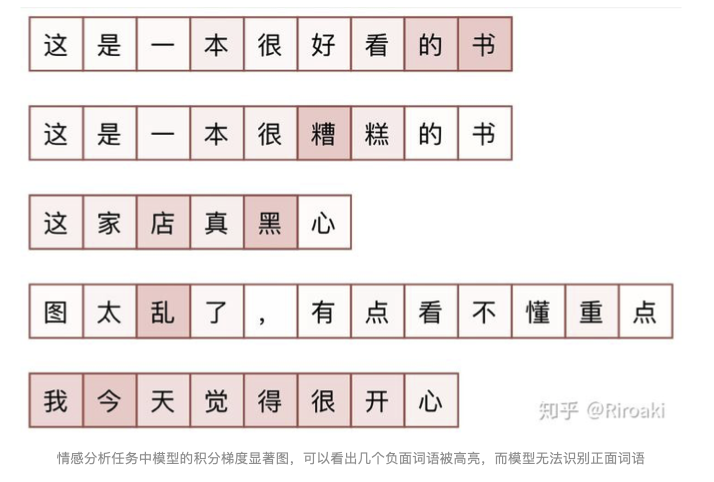 这是一本很好看的书
这是一本很糟糕的书
这家店真黑心
图太乱了，有点看不懂重点
我今天觉得很开心
知乎 @Riroaki
情感分析任务中模型的积分梯度显著图，可以看出几个负面词语被高亮，而模型无法识别正面词语